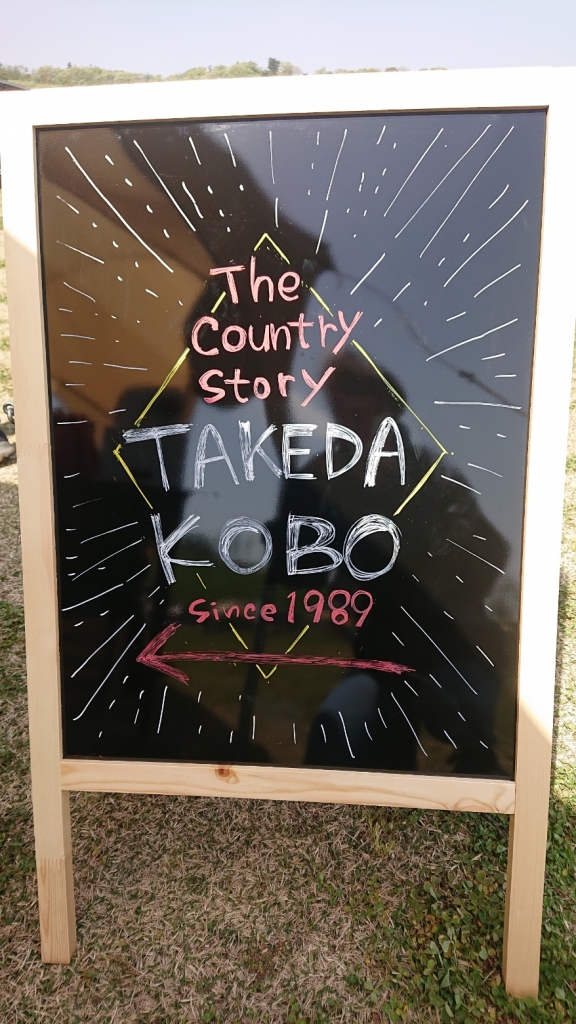 The
Country
Story
TAKEDA
KOBO
Since 1989